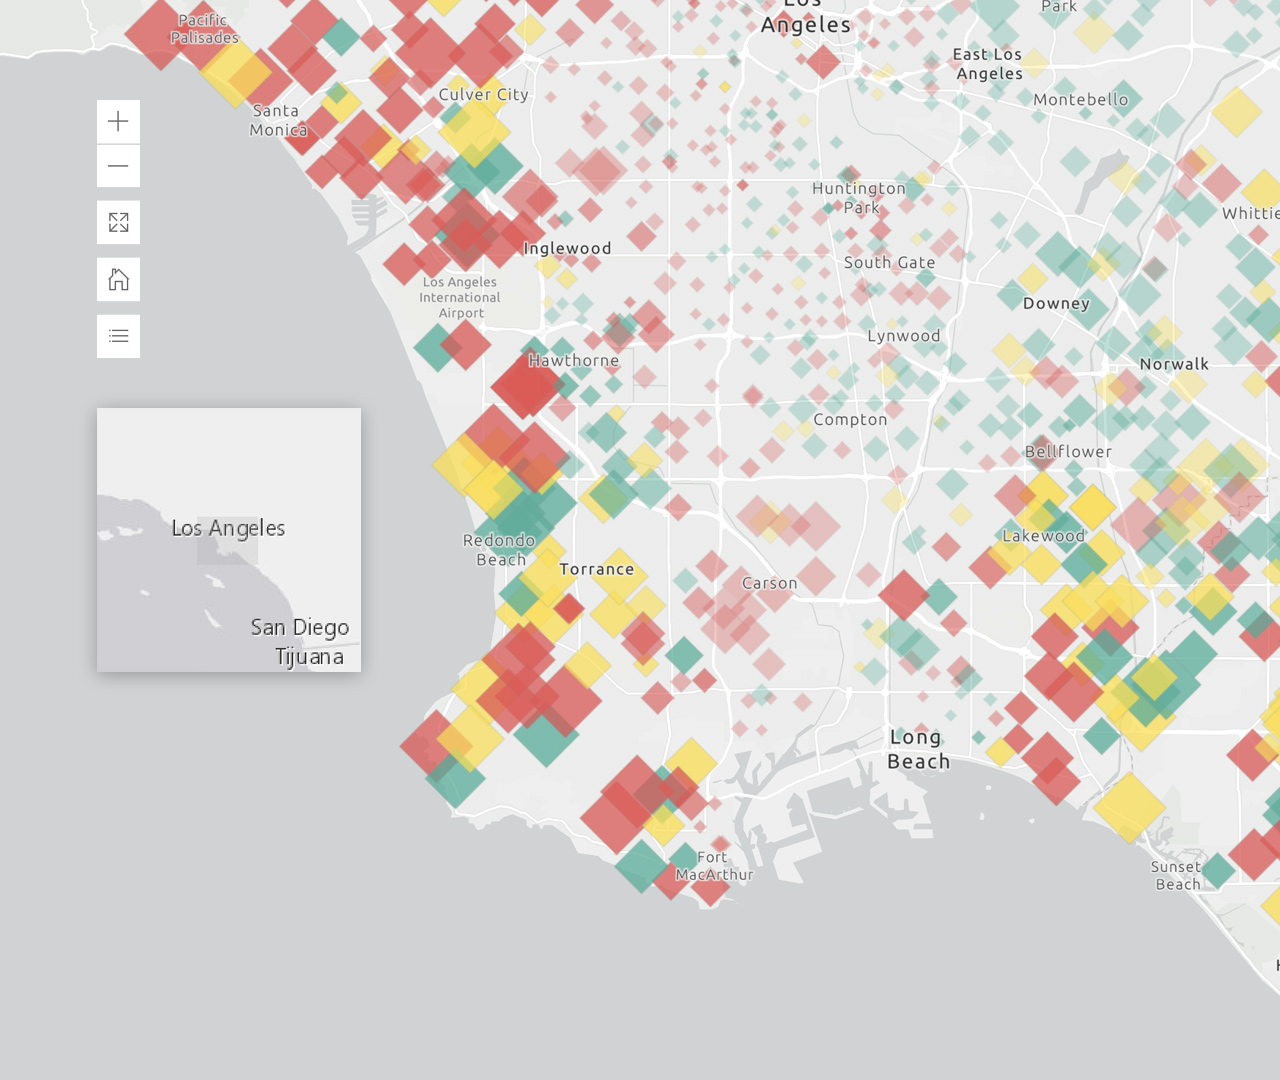 Los
Angeles
Park
Pacific
Palisades
East Los
Angeles
Culver City
Montebello
Santa
Monica
Huntington
Park
Whittie
Inglewood
South Gate
Los Angeles
International
Airport
Downey
Lynwood
Hawthorne
Norwalk
Compton
Bellflower
Los Angeles
Redondo
Beach
Lakewood
Torrance
Carson
San Diego
Tijuana
Long
Beach
Fort
MacArthur
Sunset
Beach
H